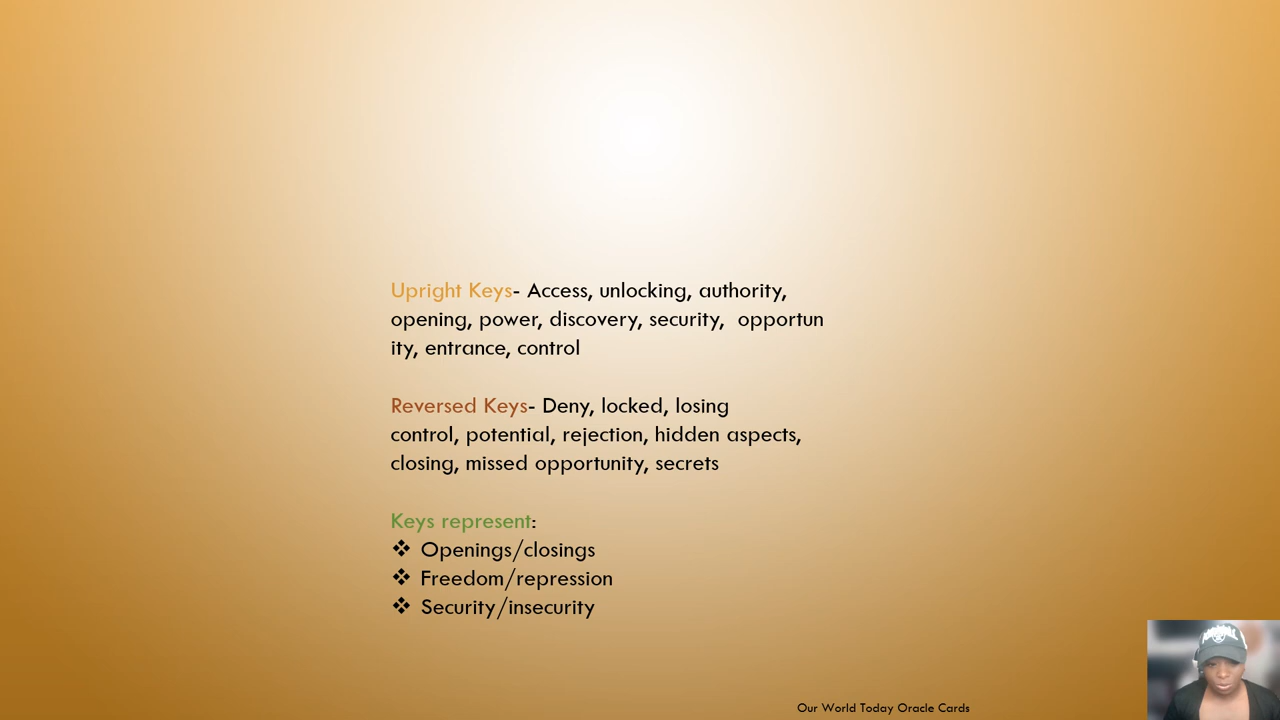 Upright Keys- Access, unlocking, authority,
opening, power, discovery, security,  opportun
ity, entrance, control
Reversed Keys- Deny, locked, losing
control, potential, rejection, hidden aspects,
closing, missed opportunity, secrets
Keys represent:
❖ Openings/closings
❖ Freedom/repression
❖ Security/insecurity
Our World Today Oracle Cards